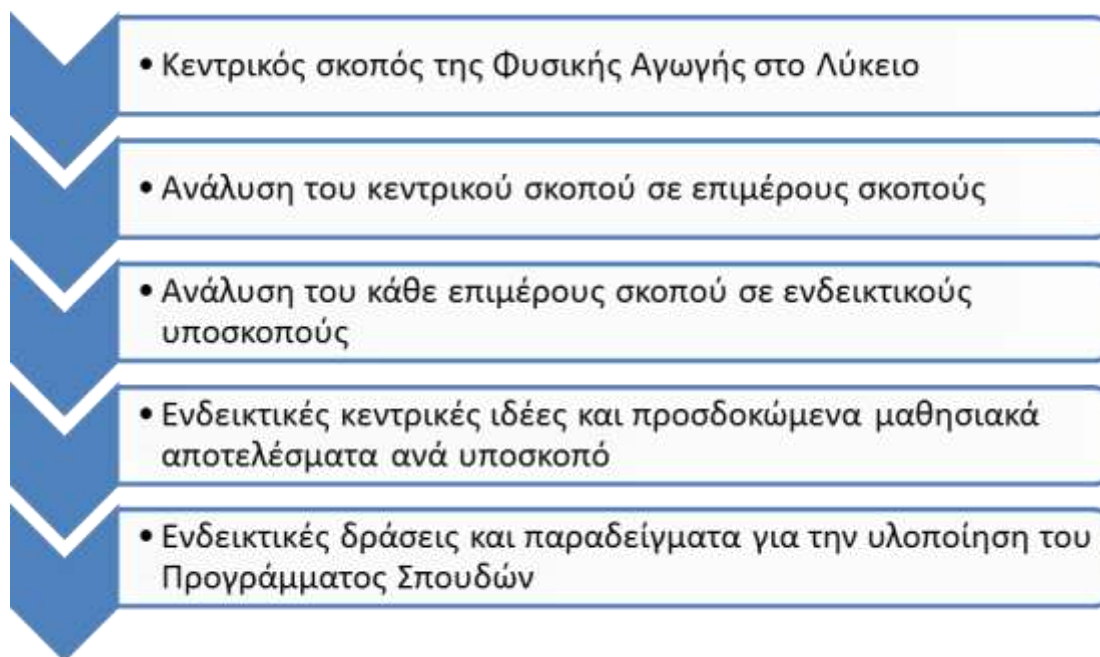 • Κεντρικός σκοπός της Φυσικής Αγωγής στο Λύκειο
• Ανάλυση του κεντρικού σκοπού σε επιμέρους σκοπούς
• Ανάλυση του κάθε επιμέρους σκοπού σε ενδεικτικούς
υποσκοπούς
• Ενδεικτικές κεντρικές ιδέες και προσδοκώμενα μαθησιακά
αποτελέσματα ανά υποσκοπό
• Ενδεικτικές δράσεις και παραδείγματα για την υλοποίηση του
Προγράμματος Σπουδών